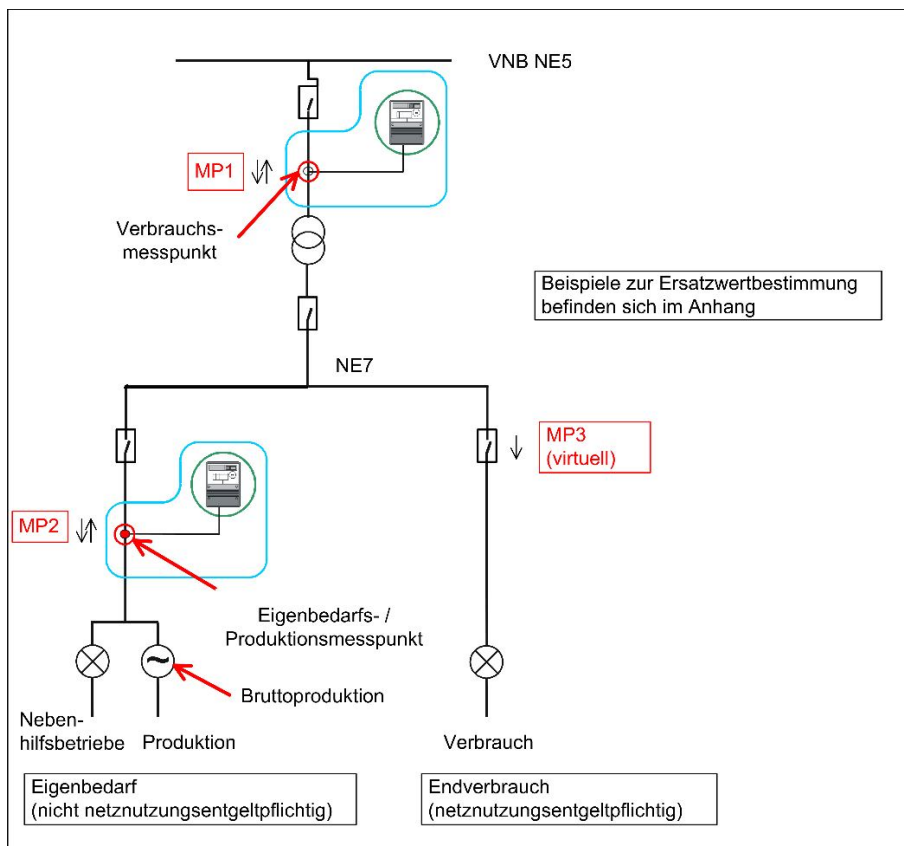 VNB NE5
MP1
Verbrauchs-
messpunkt
Beispiele zur Ersatzwertbestimmung
befinden sich im Anhang
NE7
MP3
(virtuell)
MP2
Eigenbedarfs- /
Produktionsmesspunkt
Bruttoproduktion
Neben-
hilfsbetriebe
Produktion
Verbrauch
Eigenbedarf
(nicht netznutzungsentgeltpflichtig)
Endverbrauch
(netznutzungsentgeltpflichtig)